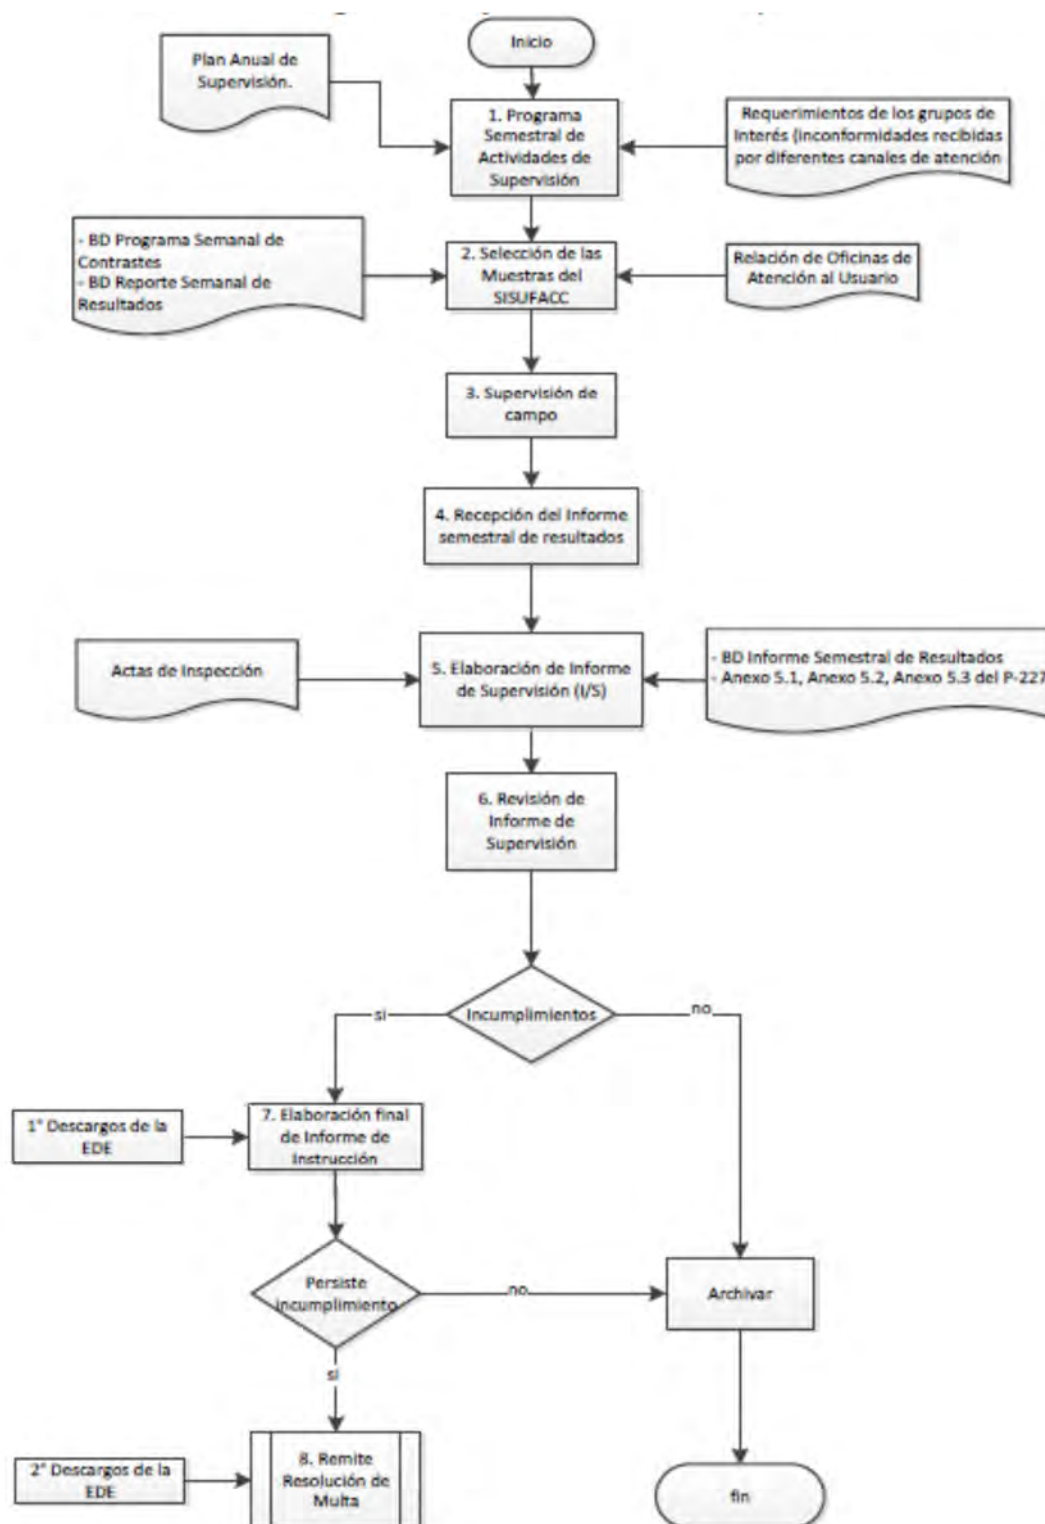 Inicio
Plan Anual de
Supervisión.
1. Programa
Semestral de
Actividades de
Supervisión
Requerimientos de los grupos de
Interés (inconformidades recibidas
por diferentes canales de atención
- BD Programa Semanal de
Contrastes
- BD Reporte Semanal de
Resultados
2. Selección de las
Muestras del
SISUFACC
Relación de Oficinas de
Atención al Usuario
3. Supervisión de
campo
4. Recepción del Informe
semestral de resultados
Actas de Inspección
5. Elaboración de Informe
de Supervisión (I/S)
- BD Informe Semestral de Resultados
- Anexo 5.1, Anexo 5.2, Anexo 5.3 del P-227
6. Revisión de
Informe de
Supervisión
si
Incumplimientos
no
1° Descargos de la
EDE
7. Elaboración final
de Informe de
Instrucción
Persiste
incumplimiento
no
Archivar
si
2° Descargos de la
EDE
8. Remite
Resolución de
Multa
fin